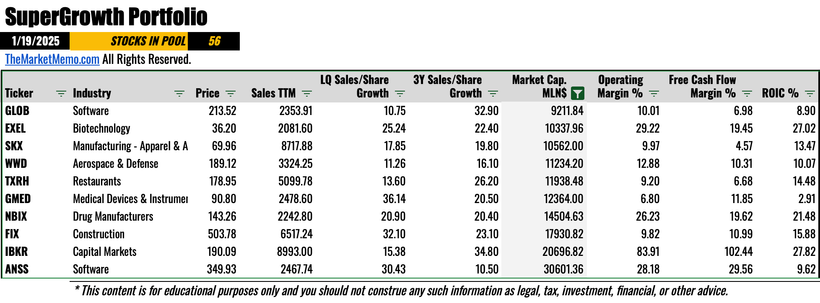 SuperGrowth Portfolio
1/19/2025 STOCKS IN POOL 56
TheMarketMemo.com All Rights Reserved.
LQ Sales/Share 3Y Sales/Share Market Cap. Operating Free Cash Flow
Ticker Industry Price Sales TTM Growth Growth MLN$ Margin % Margin % ROIC %
GLOB Software 213.52 2353.91 10.75 32.90 9211.84 10.01 6.98 8.90
EXEL Biotechnology 36.20 2081.60 25.24 22.40 10337.96 29.22 19.45 27.02
SKX Manufacturing - Apparel & A 69.96 8717.88 17.85 19.80 10562.00 9.97 4.57 13.47
WWD Aerospace & Defense 189.12 3324.25 11.26 16.10 11234.20 12.88 10.31 10.07
TXRH Restaurants 178.95 5099.78 13.60 26.20 11938.48 9.20 6.68 14.48
GMED Medical Devices & Instrumer 90.80 2478.60 36.14 20.50 12364.00 6.80 11.85 2.91
NBIX Drug Manufacturers 143.26 2242.80 20.90 20.40 14504.63 26.23 19.62 21.48
FIX Construction 503.78 6517.24 32.10 23.10 17930.82 9.82 10.99 15.88
IBKR Capital Markets 190.09 8993.00 15.38 34.80 20696.82 83.91 102.44 27.82
ANSS Software 349.93 2467.74 30.43 10.50 30601.36 28.18 29.56 9.62
* This content is for educational purposes only and you should not construe any such information as legal, tax, investment, financial, or other advice.